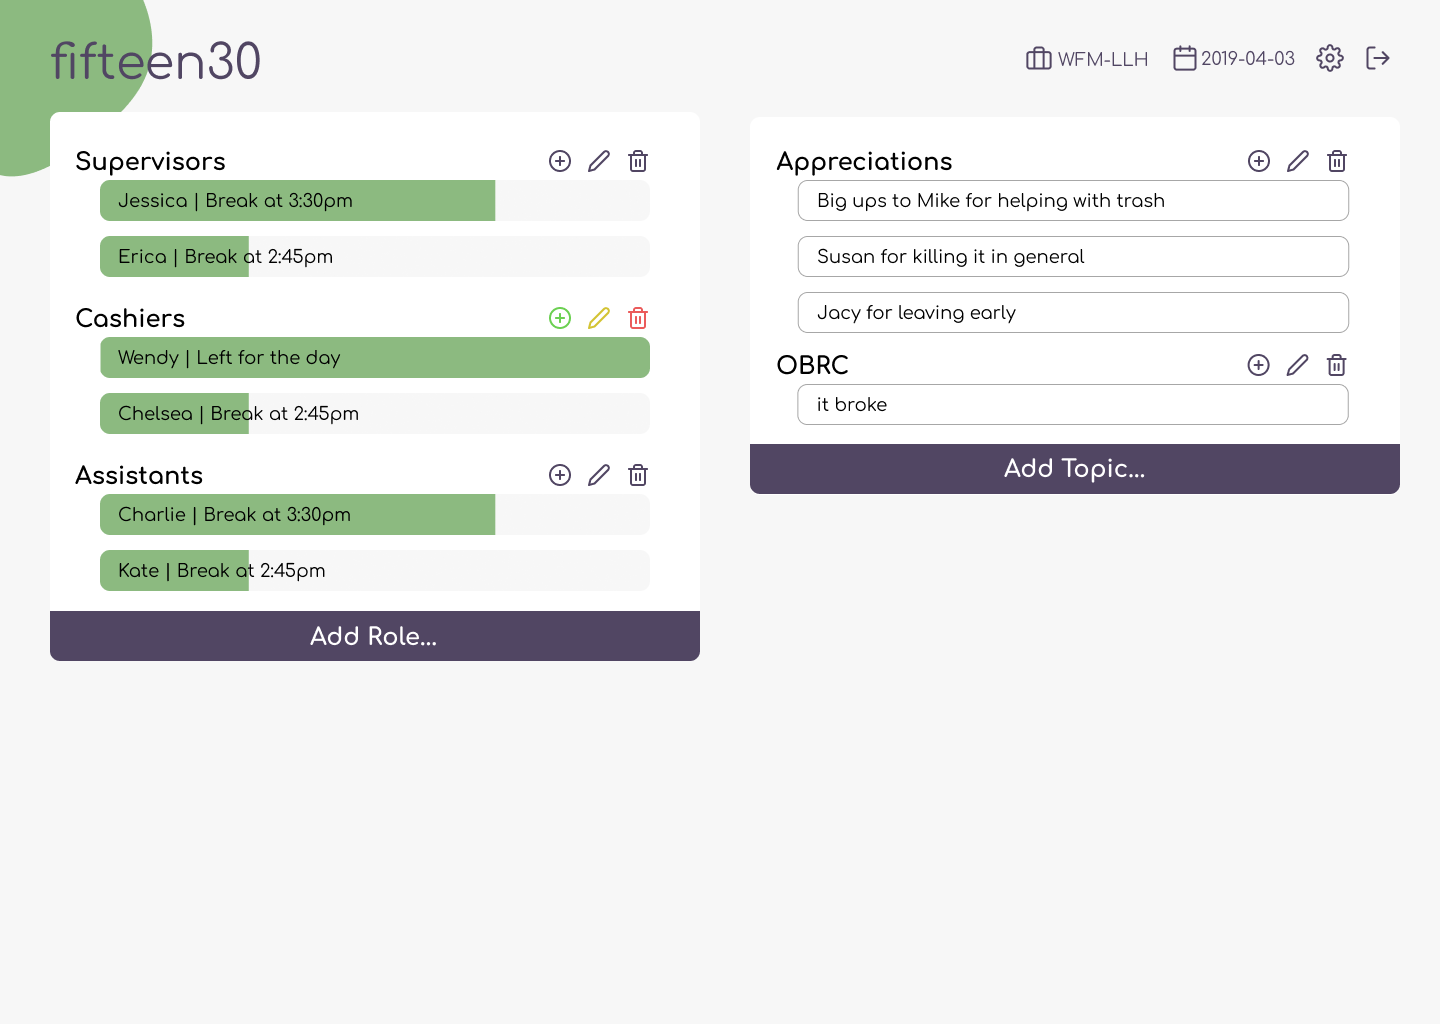 fifteen30
WFM-LLH
2019-04-03
Supervisors
Jessica | Break at 3:30pm
Erica | Break at 2:45pm
Cashiers
Wendy | Left for the day
Chelsea | Break at 2:45pm
Assistants
Charlie | Break at 3:30pm
Kate | Break at 2:45pm
Add Role...
Appreciations
Big ups to Mike for helping with trash
Susan for killing it in general
Jacy for leaving early
OBRC
it broke
Add Topic...